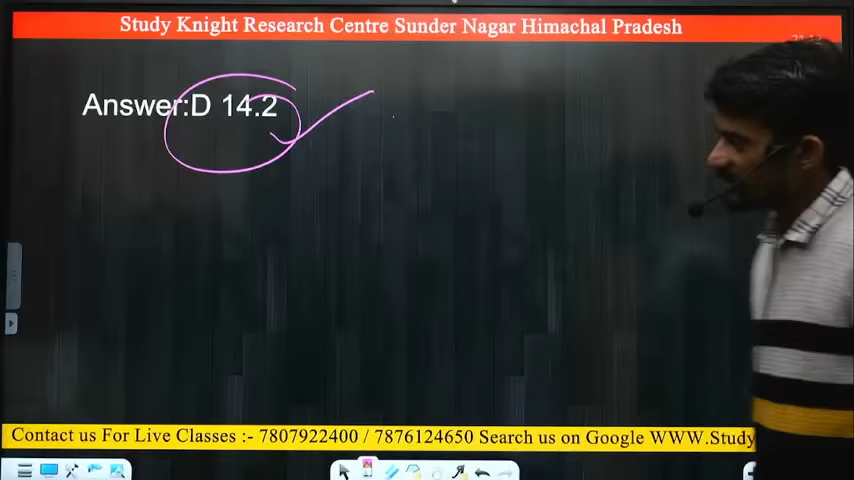 Study Knight Research Centre Sunder Nagar Himachal Pradesh
Answer:D 14.2
Contact us For Live Classes :- 7807922400 / 7876124650 Search us on Google WWW.Study